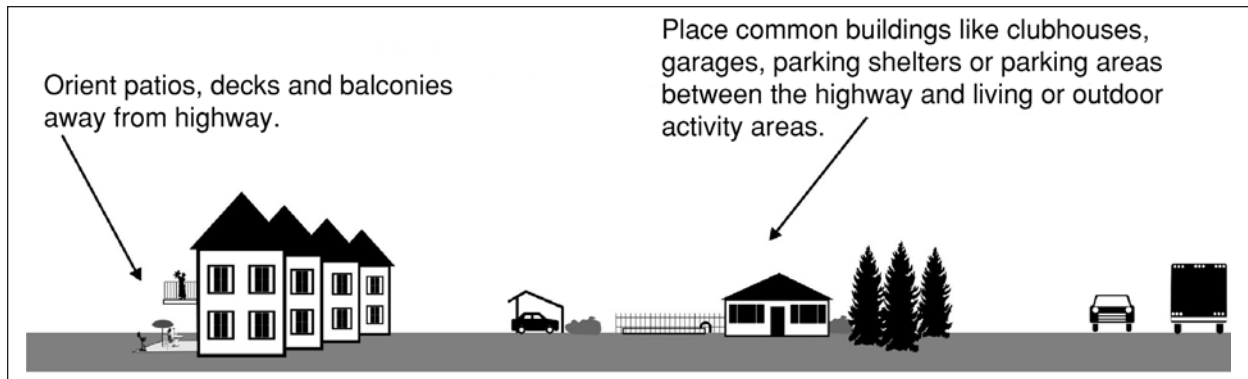 Orient patios, decks and balconies
away from highway.
Place common buildings like clubhouses,
garages, parking shelters or parking areas
between the highway and living or outdoor
activity areas.